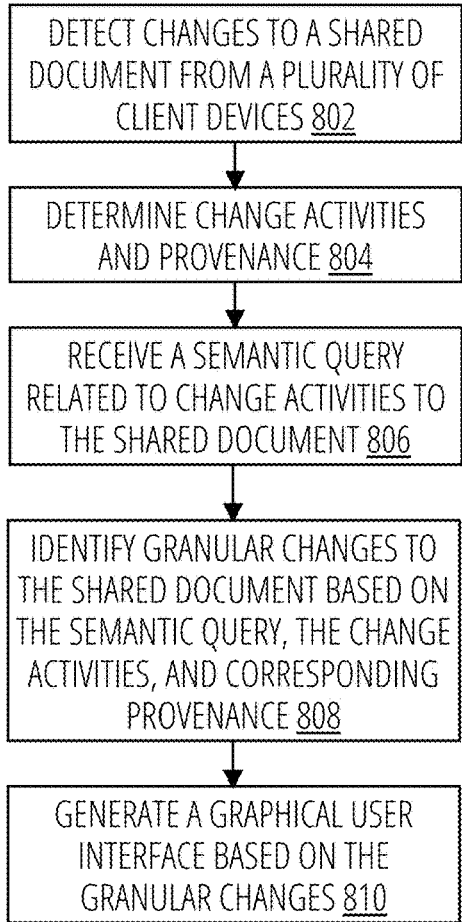 DETECT CHANGES TO A SHARED
DOCUMENT FROM A PLURALITY OF
CLIENT DEVICES 802
DETERMINE CHANGE ACTIVITIES
AND PROVENANCE 804
RECEIVE A SEMANTIC QUERY
RELATED TO CHANGE ACTIVITIES TO
THE SHARED DOCUMENT 806
IDENTIFY GRANULAR CHANGES TO
THE SHARED DOCUMENT BASED ON
THE SEMANTIC QUERY, THE CHANGE
ACTIVITIES, AND CORRESPONDING
PROVENANCE 808
GENERATE A GRAPHICAL USER
INTERFACE BASED ON THE
GRANULAR CHANGES 810